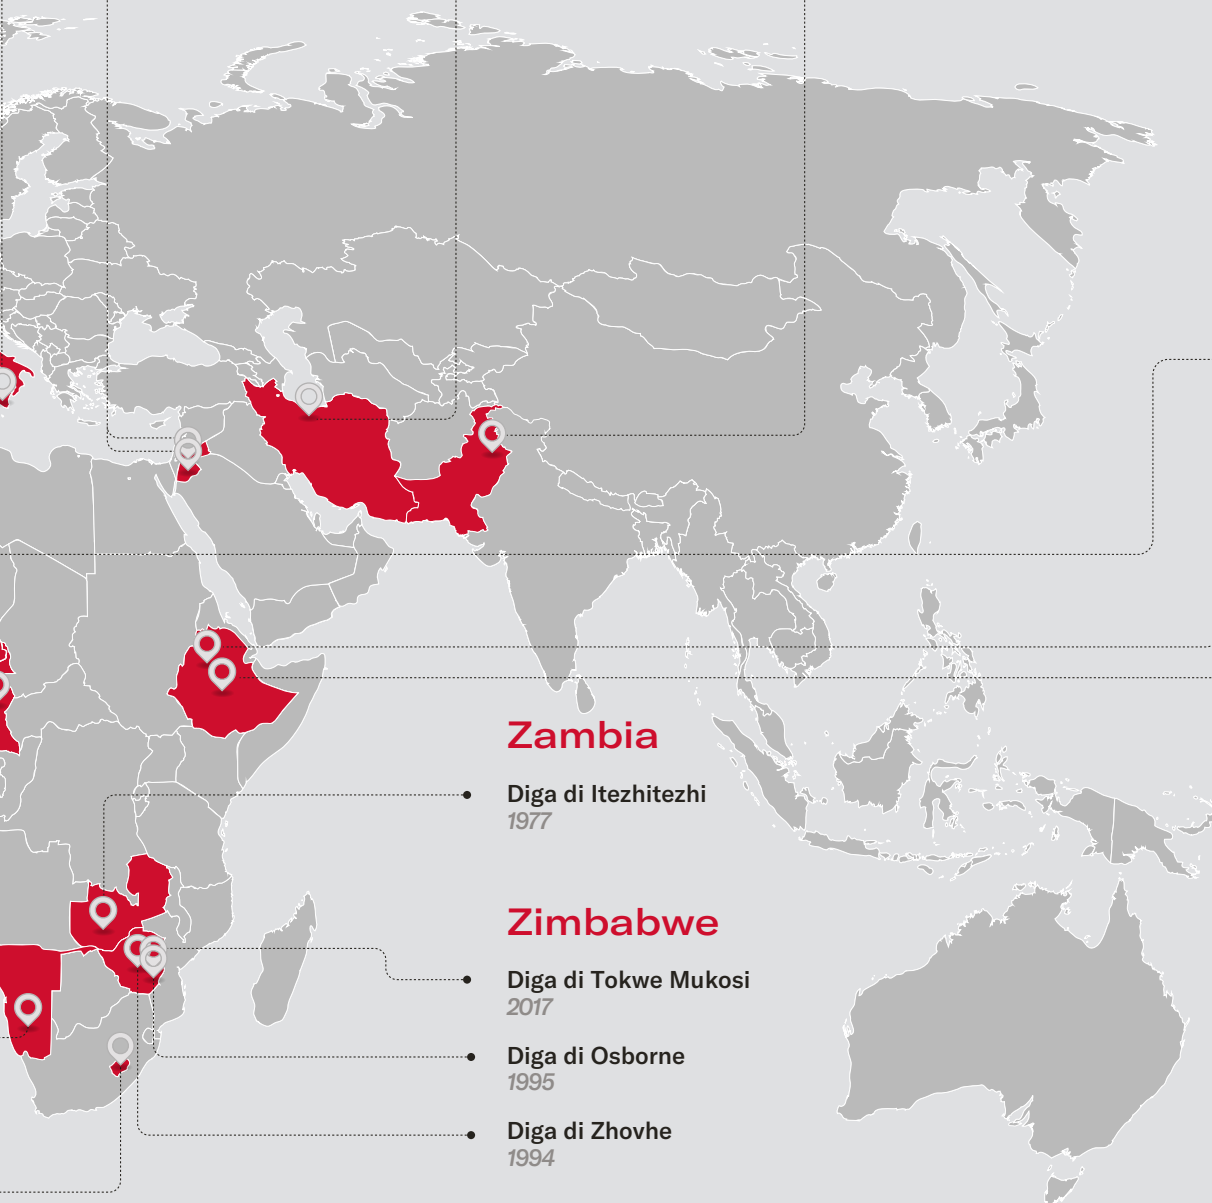 Zambia
Diga di Itezhitezhi
1977
Zimbabwe
Diga di Tokwe Mukosi
2017
Diga di Osborne
1995
Diga di Zhovhe
1994